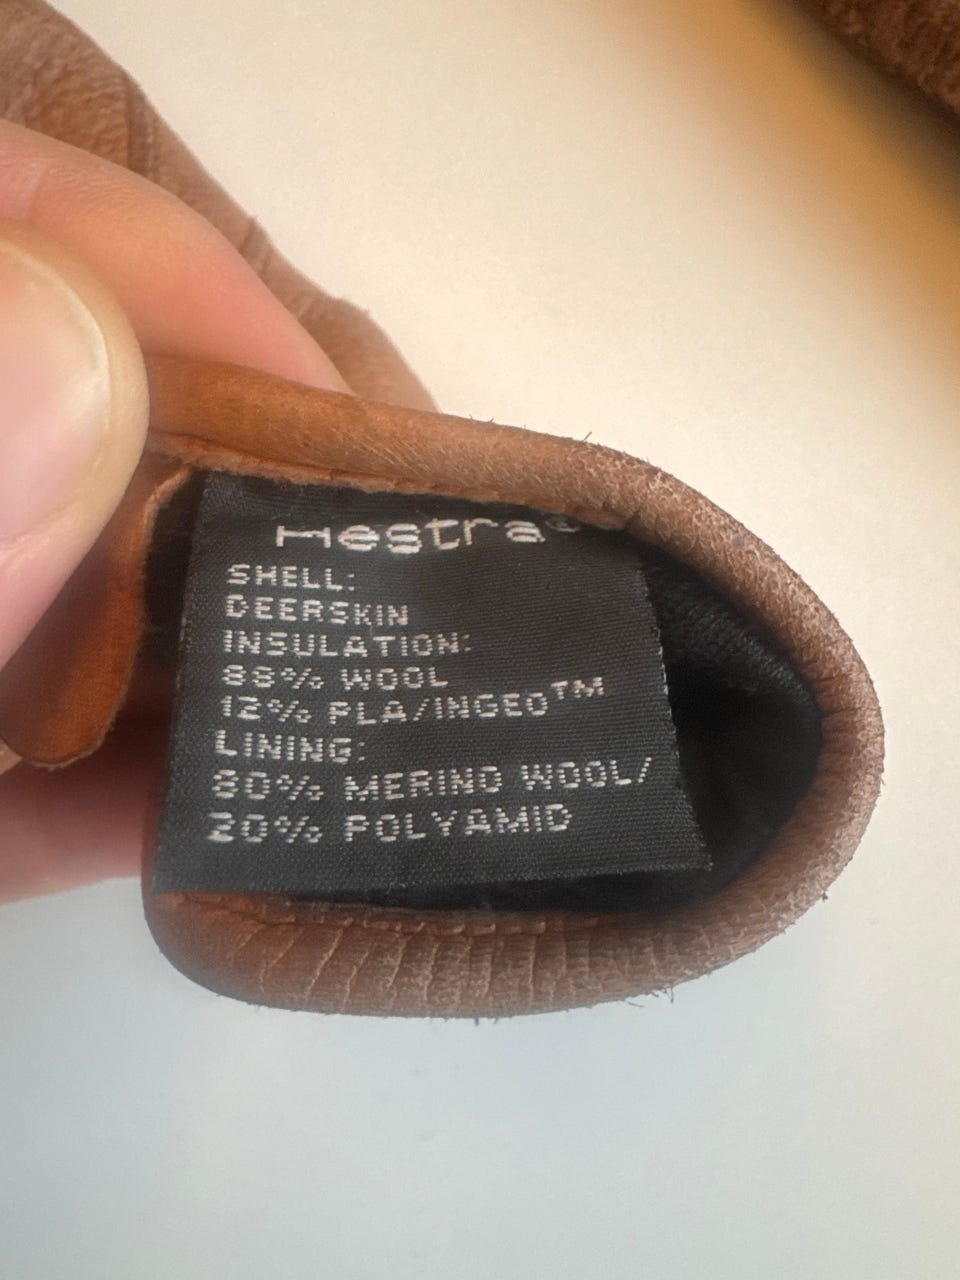 Hestra®
SHELL:
DEERSKIN
INSULATION:
88% WOOL
12% PLA/INGEO™
LINING:
80% MERINO WOOL/
20% POLYAMID